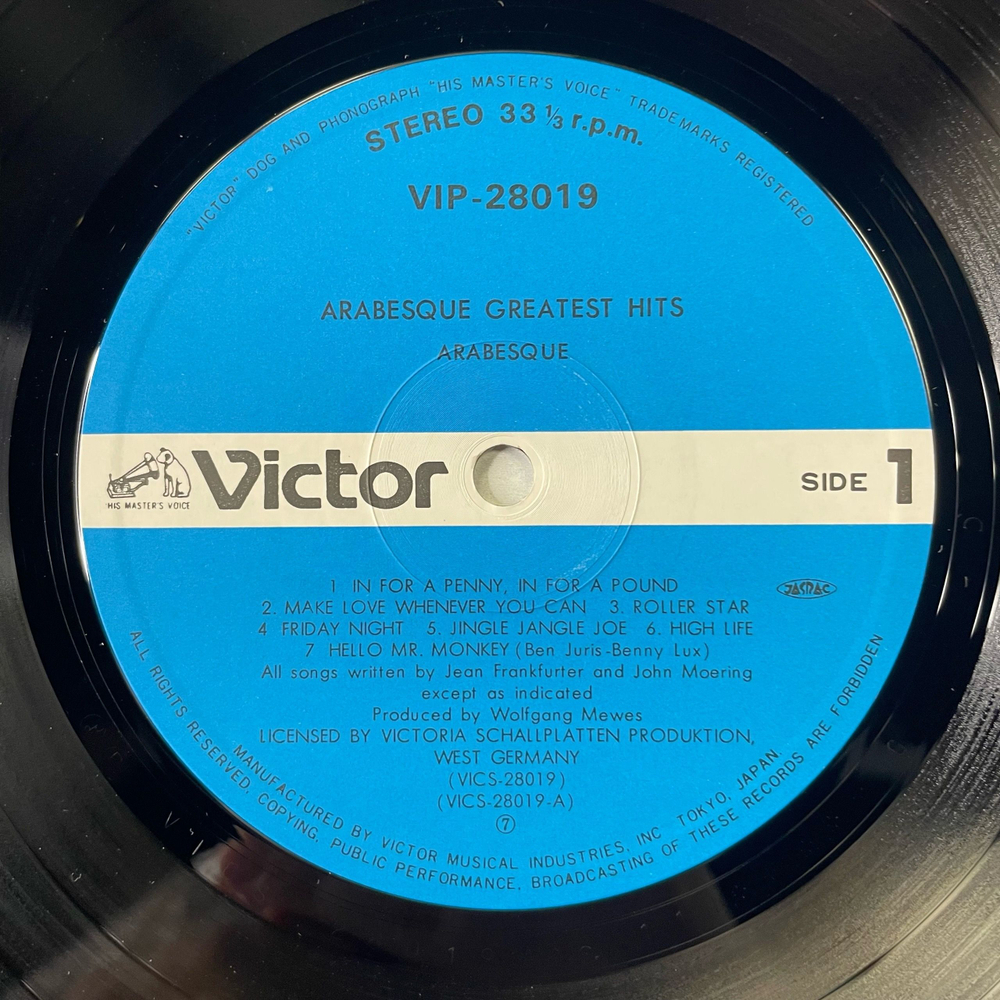 "VICTOR" DOG AND PHONOGRAPH "HIS MASTER'S VOICE" TRADEMARKS REGISTERED
STEREO 33 ⅓ r.p.m.
VIP-28019
ARABESQUE GREATEST HITS
ARABESQUE
HIS MASTER'S VOICE
Victor
SIDE 1
1 IN FOR A PENNY, IN FOR A POUND
JASRAC
2. MAKE LOVE WHENEVER YOU CAN 3. ROLLER STAR
4 FRIDAY NIGHT 5. JINGLE JANGLE JOE 6. HIGH LIFE
7 HELLO MR. MONKEY (Ben Juris-Benny Lux)
All songs written by Jean Frankfurter and John Moering
except as indicated
Produced by Wolfgang Mewes
LICENSED BY VICTORIA SCHALLPLATTEN PRODUKTION,
WEST GERMANY
(VICS-28019)
(VICS-28019-A)
⑦
MANUFACTURED BY VICTOR MUSICAL INDUSTRIES, INC TOKYO, JAPAN.
ALL RIGHTS RESERVED. COPYING, PUBLIC PERFORMANCE, BROADCASTING OF THESE RECORDS ARE FORBIDDEN